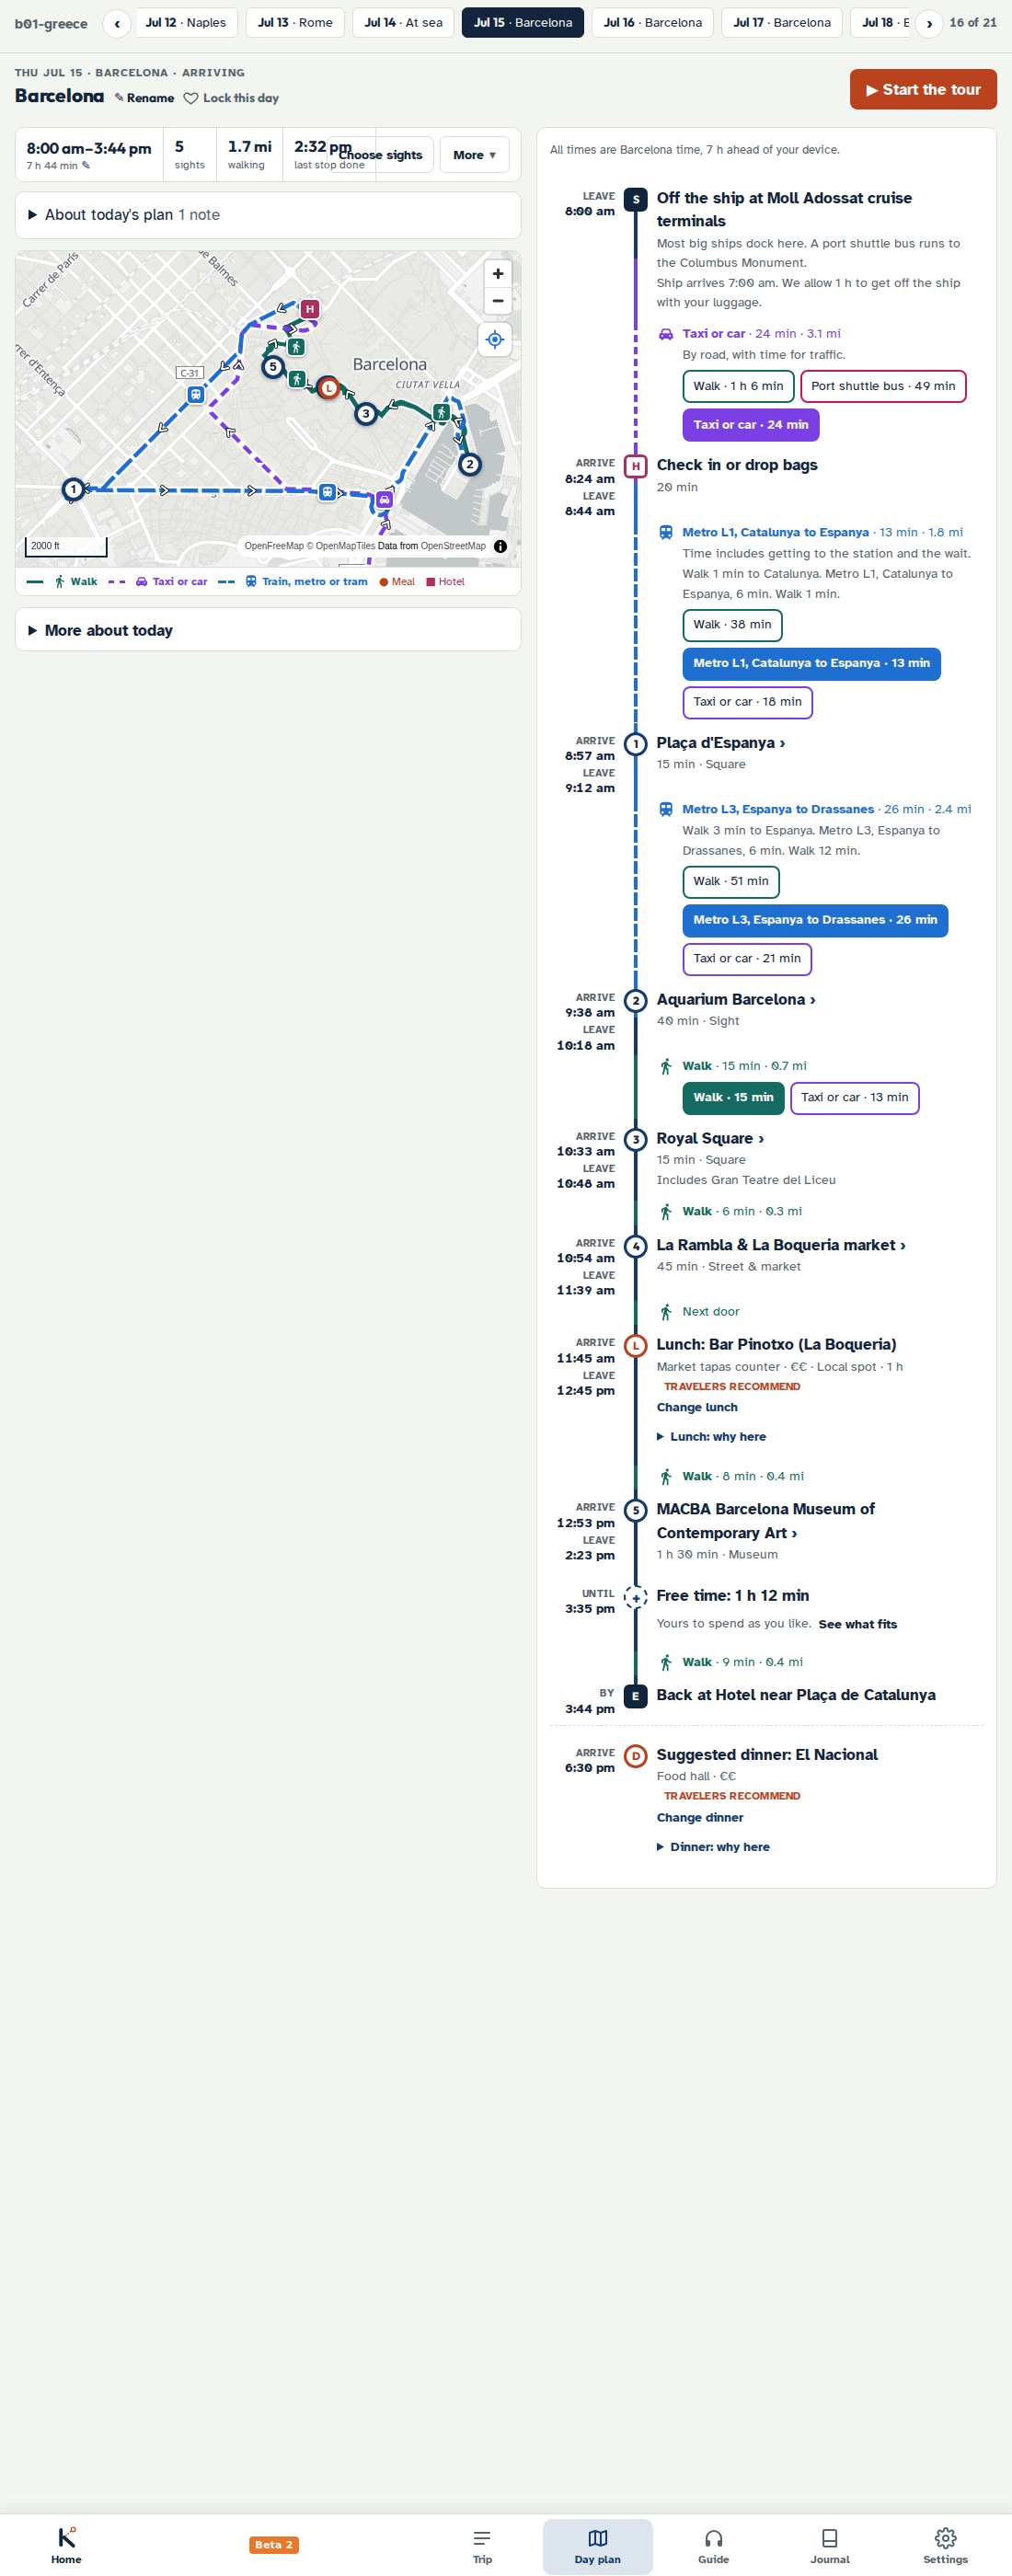 b01-greece
‹
Jul 12 · Naples
Jul 13 · Rome
Jul 14 · At sea
Jul 15 · Barcelona
Jul 16 · Barcelona
Jul 17 · Barcelona
Jul 18 ·
›
16 of 21
THU JUL 15 · BARCELONA · ARRIVING
Barcelona
✎ Rename
Lock this day
▶ Start the tour
8:00 am–3:44 pm
7 h 44 min ✎
5
sights
1.7 mi
walking
2:32 pm
last stop done
Choose sights
More ▾
▶ About today's plan 1 note
Carrer de París
de Balmes
C-31
Barcelona
CIUTAT VELLA
H
5
L
3
2
1
+
−
2000 ft
OpenFreeMap © OpenMapTiles Data from OpenStreetMap
Walk
Taxi or car
Train, metro or tram
Meal
Hotel
▶ More about today
All times are Barcelona time, 7 h ahead of your device.
LEAVE
8:00 am
S
Off the ship at Moll Adossat cruise
terminals
Most big ships dock here. A port shuttle bus runs to
the Columbus Monument.
Ship arrives 7:00 am. We allow 1 h to get off the ship
with your luggage.
Taxi or car · 24 min · 3.1 mi
By road, with time for traffic.
Walk · 1 h 6 min
Port shuttle bus · 49 min
Taxi or car · 24 min
ARRIVE
8:24 am
LEAVE
8:44 am
H
Check in or drop bags
20 min
Metro L1, Catalunya to Espanya · 13 min · 1.8 mi
Time includes getting to the station and the wait.
Walk 1 min to Catalunya. Metro L1, Catalunya to
Espanya, 6 min. Walk 1 min.
Walk · 38 min
Metro L1, Catalunya to Espanya · 13 min
Taxi or car · 18 min
ARRIVE
8:57 am
LEAVE
9:12 am
1
Plaça d'Espanya ›
15 min · Square
Metro L3, Espanya to Drassanes · 26 min · 2.4 mi
Walk 3 min to Espanya. Metro L3, Espanya to
Drassanes, 6 min. Walk 12 min.
Walk · 51 min
Metro L3, Espanya to Drassanes · 26 min
Taxi or car · 21 min
ARRIVE
9:38 am
LEAVE
10:18 am
2
Aquarium Barcelona ›
40 min · Sight
Walk · 15 min · 0.7 mi
Walk · 15 min
Taxi or car · 13 min
ARRIVE
10:33 am
LEAVE
10:48 am
3
Royal Square ›
15 min · Square
Includes Gran Teatre del Liceu
Walk · 6 min · 0.3 mi
ARRIVE
10:54 am
LEAVE
11:39 am
4
La Rambla & La Boqueria market ›
45 min · Street & market
Next door
ARRIVE
11:45 am
LEAVE
12:45 pm
L
Lunch: Bar Pinotxo (La Boqueria)
Market tapas counter · €€ · Local spot · 1 h
TRAVELERS RECOMMEND
Change lunch
▶ Lunch: why here
Walk · 8 min · 0.4 mi
ARRIVE
12:53 pm
LEAVE
2:23 pm
5
MACBA Barcelona Museum of
Contemporary Art ›
1 h 30 min · Museum
UNTIL
3:35 pm
+
Free time: 1 h 12 min
Yours to spend as you like. See what fits
Walk · 9 min · 0.4 mi
BY
3:44 pm
E
Back at Hotel near Plaça de Catalunya
ARRIVE
6:30 pm
D
Suggested dinner: El Nacional
Food hall · €€
TRAVELERS RECOMMEND
Change dinner
▶ Dinner: why here
Home
Beta 2
Trip
Day plan
Guide
Journal
Settings